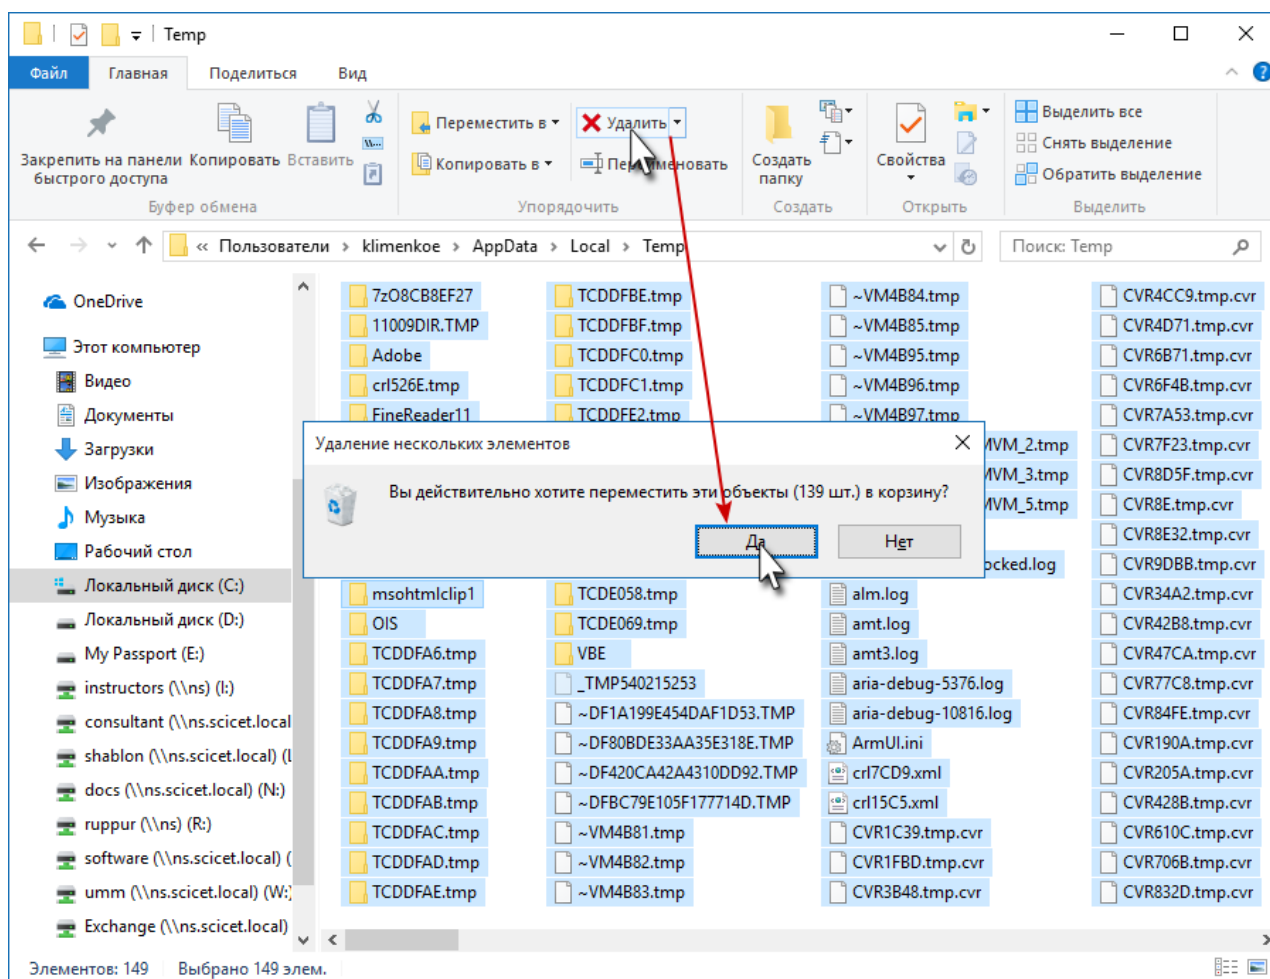 Temp
Файл Главная Поделиться Вид
Закрепить на панели быстрого доступа
Копировать
Вставить
Переместить в
Копировать в
Удалить
Переименовать
Создать папку
Свойства
Выделить все
Снять выделение
Обратить выделение
Буфер обмена Упорядочить Создать Открыть Выделить
« Пользователи › klimenkoe › AppData › Local › Temp
Поиск: Temp
OneDrive
Этот компьютер
Видео
Документы
Загрузки
Изображения
Музыка
Рабочий стол
Локальный диск (C:)
Локальный диск (D:)
My Passport (E:)
instructors (\\ns) (I:)
consultant (\\ns.scicet.local
shablon (\\ns.scicet.local) (L
docs (\\ns.scicet.local) (N:)
ruppur (\\ns) (R:)
software (\\ns.scicet.local) (
umm (\\ns.scicet.local) (W:
Exchange (\\ns.scicet.local)
7zO8CB8EF27
11009DIR.TMP
Adobe
crl526E.tmp
FineReader11
msohtmlclip1
OIS
TCDDFA6.tmp
TCDDFA7.tmp
TCDDFA8.tmp
TCDDFA9.tmp
TCDDFAA.tmp
TCDDFAB.tmp
TCDDFAC.tmp
TCDDFAD.tmp
TCDDFAE.tmp
TCDDFBE.tmp
TCDDFBF.tmp
TCDDFC0.tmp
TCDDFC1.tmp
TCDDFE2.tmp
TCDE058.tmp
TCDE069.tmp
VBE
_TMP540215253
~DF1A199E454DAF1D53.TMP
~DF80BDE33AA35E318E.TMP
~DF420CA42A4310DD92.TMP
~DFBC79E105F177714D.TMP
~VM4B81.tmp
~VM4B82.tmp
~VM4B83.tmp
~VM4B84.tmp
~VM4B85.tmp
~VM4B95.tmp
~VM4B96.tmp
~VM4B97.tmp
MVM_2.tmp
MVM_3.tmp
MVM_5.tmp
ocked.log
alm.log
amt.log
amt3.log
aria-debug-5376.log
aria-debug-10816.log
ArmUI.ini
crl7CD9.xml
crl15C5.xml
CVR1C39.tmp.cvr
CVR1FBD.tmp.cvr
CVR3B48.tmp.cvr
CVR4CC9.tmp.cvr
CVR4D71.tmp.cvr
CVR6B71.tmp.cvr
CVR6F4B.tmp.cvr
CVR7A53.tmp.cvr
CVR7F23.tmp.cvr
CVR8D5F.tmp.cvr
CVR8E.tmp.cvr
CVR8E32.tmp.cvr
CVR9DBB.tmp.cvr
CVR34A2.tmp.cvr
CVR42B8.tmp.cvr
CVR47CA.tmp.cvr
CVR77C8.tmp.cvr
CVR84FE.tmp.cvr
CVR190A.tmp.cvr
CVR205A.tmp.cvr
CVR428B.tmp.cvr
CVR610C.tmp.cvr
CVR706B.tmp.cvr
CVR832D.tmp.cvr
Удаление нескольких элементов
Вы действительно хотите переместить эти объекты (139 шт.) в корзину?
Да Нет
Элементов: 149 Выбрано 149 элем.